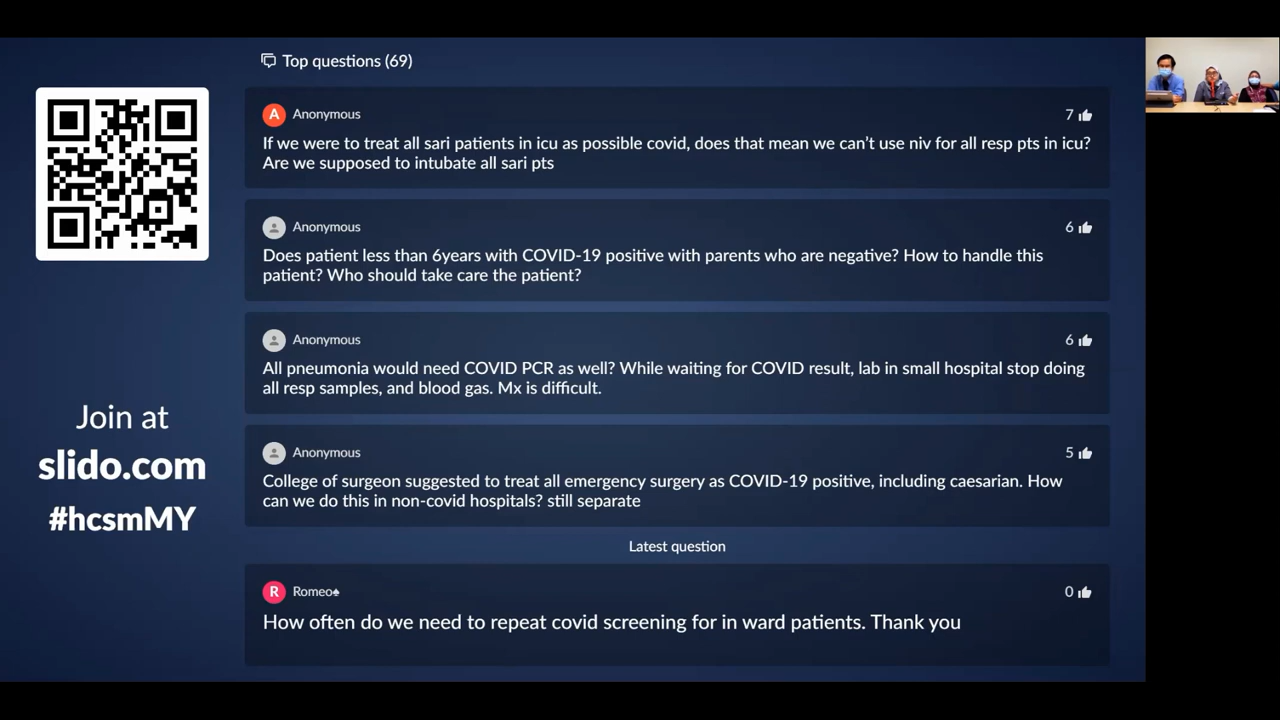 Top questions (69)
A Anonymous 7
If we were to treat all sari patients in icu as possible covid, does that mean we can't use niv for all resp pts in icu?
Are we supposed to intubate all sari pts
Anonymous 6
Does patient less than 6years with COVID-19 positive with parents who are negative? How to handle this
patient? Who should take care the patient?
Anonymous 6
All pneumonia would need COVID PCR as well? While waiting for COVID result, lab in small hospital stop doing
all resp samples, and blood gas. Mx is difficult.
Anonymous 5
College of surgeon suggested to treat all emergency surgery as COVID-19 positive, including caesarian. How
can we do this in non-covid hospitals? still separate
Latest question
R Romeo♠ 0
How often do we need to repeat covid screening for in ward patients. Thank you
Join at
slido.com
#hcsmMY